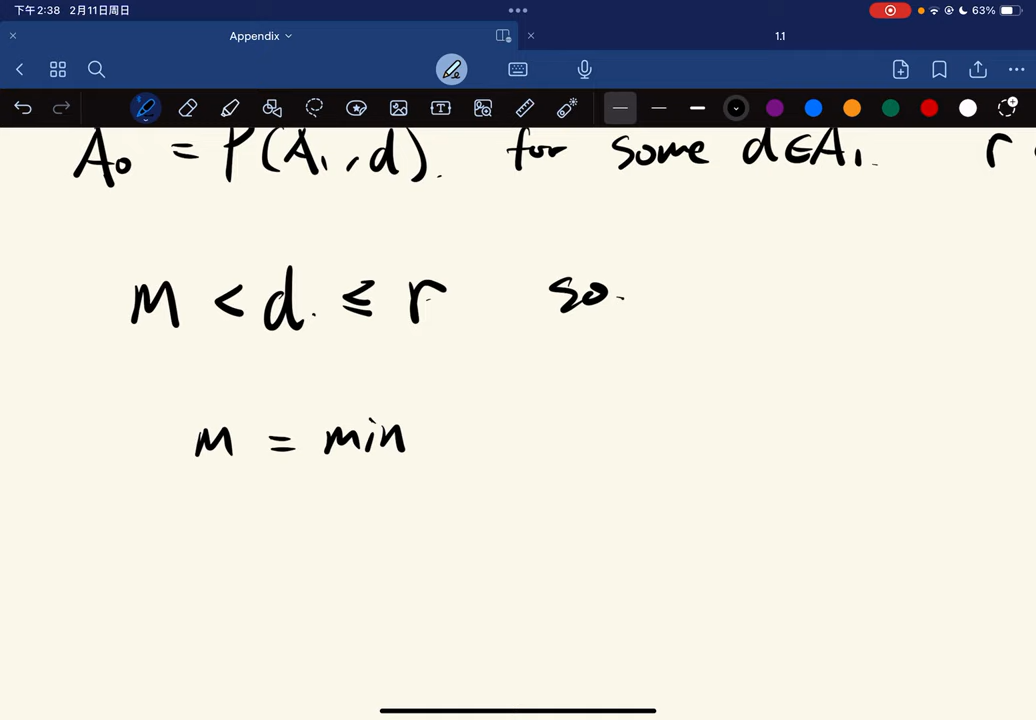 下午2:38 2月11日周日 63%
Appendix 1.1
A₀ = P(A₁, d). for some d∈A₁. r
m < d. ≤ r so.
m = min